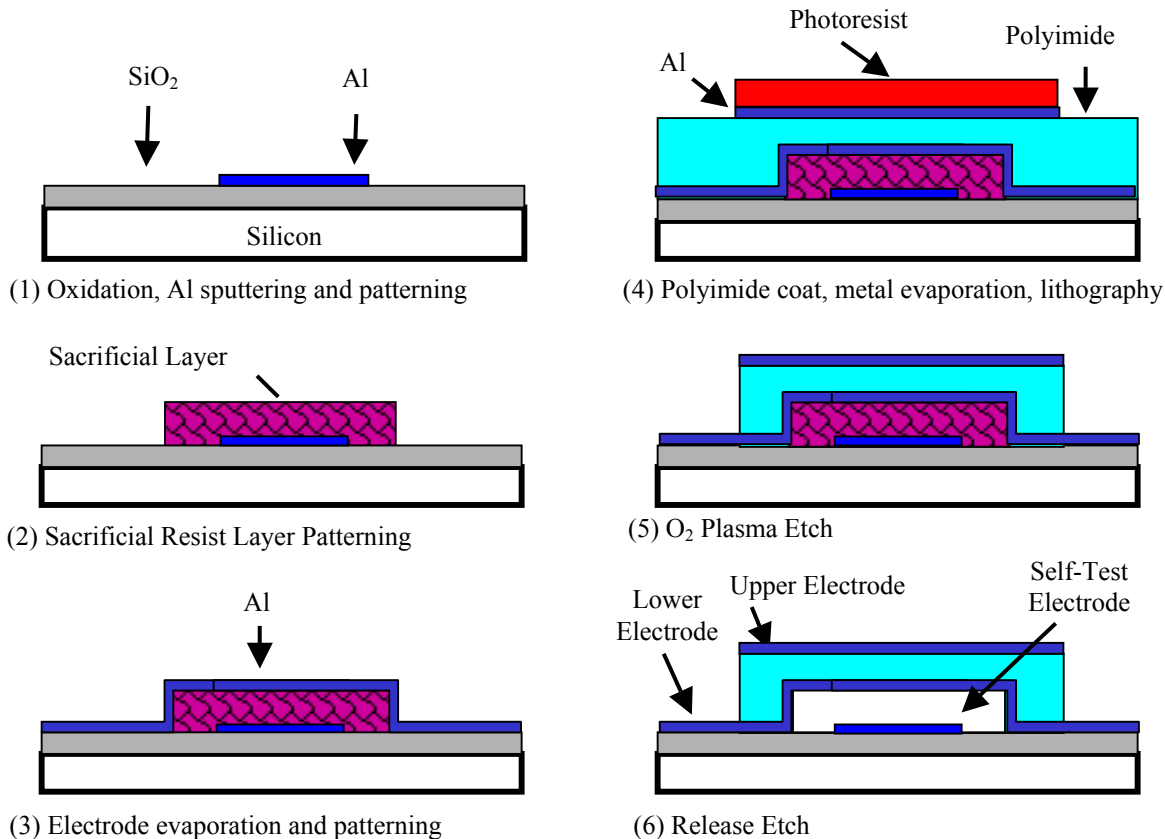 SiO₂
Al
Silicon
(1) Oxidation, Al sputtering and patterning
Sacrificial Layer
(2) Sacrificial Resist Layer Patterning
Al
(3) Electrode evaporation and patterning
Photoresist
Polyimide
Al
(4) Polyimide coat, metal evaporation, lithography
(5) O₂ Plasma Etch
Self-Test
Electrode
Upper Electrode
Lower
Electrode
(6) Release Etch